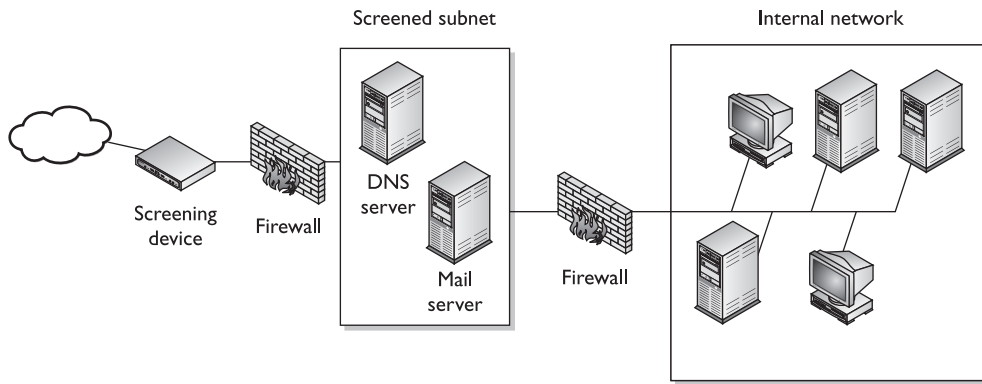 Screened subnet
Internal network
Screening
device
Firewall
DNS
server
Mail
server
Firewall